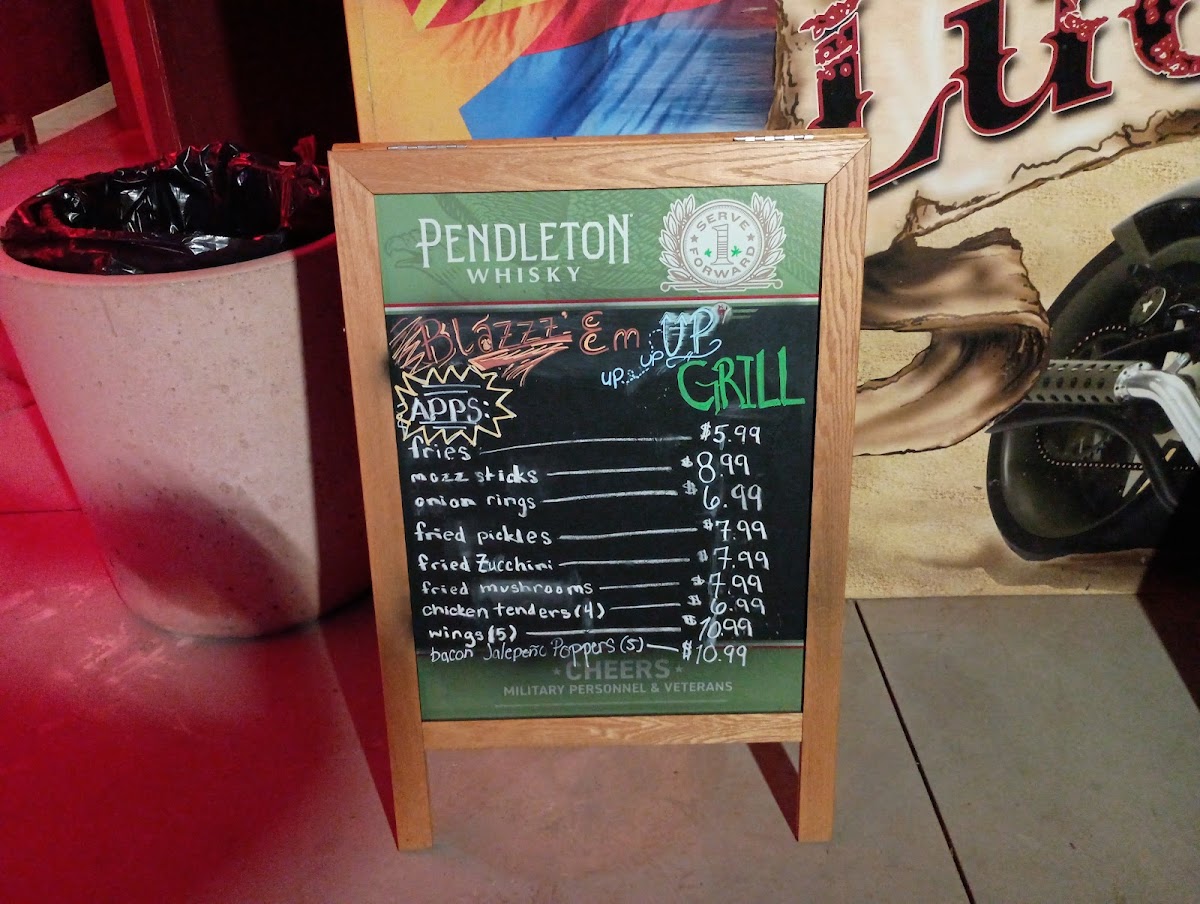 Lu
PENDLETON
WHISKY
SERVE
1
FORWARD
Blazzz' Em UP
UP... UP
GRILL
APPS:
fries $5.99
mozz sticks $8.99
onion rings $6.99
fried pickles $7.99
fried Zucchini $7.99
fried mushrooms $7.99
chicken tenders (4) $6.99
wings (5) $10.99
bacon Jalepeño Poppers (5) $10.99
CHEERS
MILITARY PERSONNEL & VETERANS